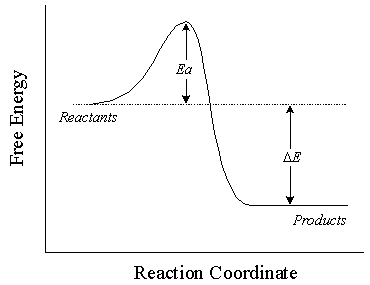 Free Energy
Ea
Reactants
ΔE
Products
Reaction Coordinate